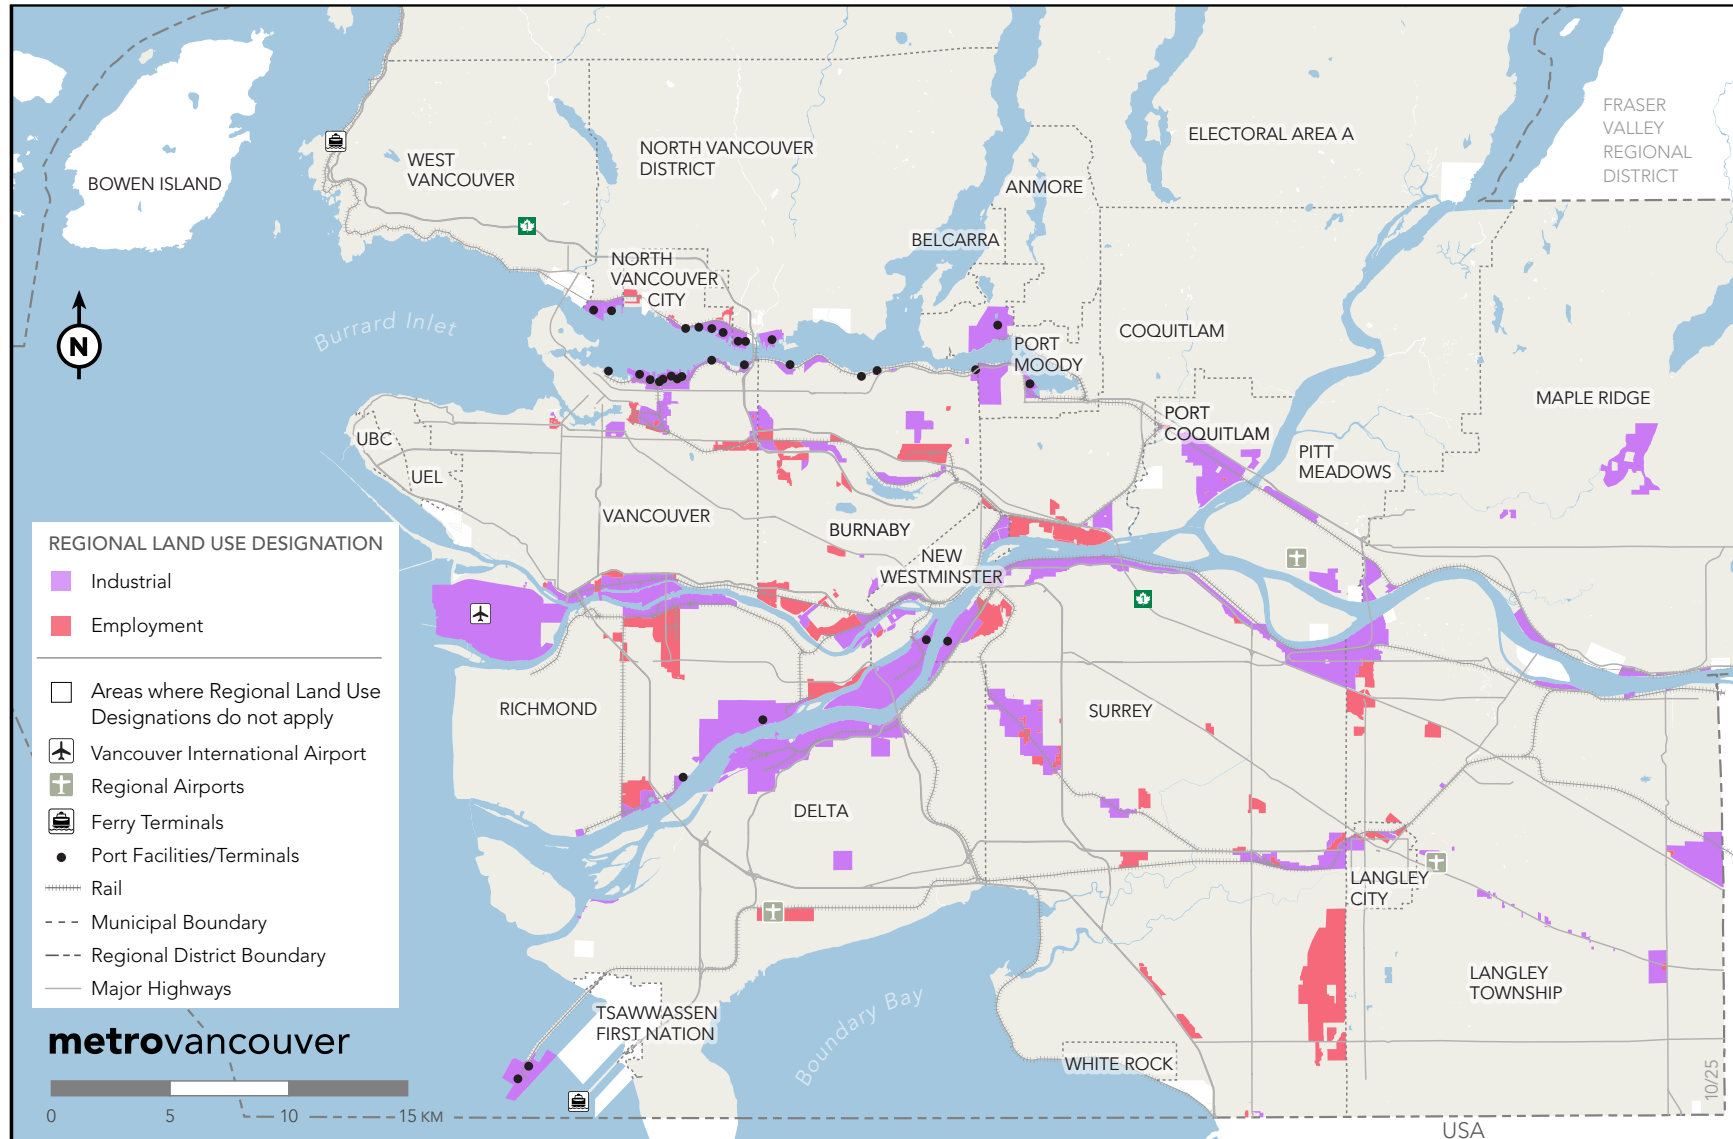 FRASER
VALLEY
REGIONAL
DISTRICT
ELECTORAL AREA A
NORTH VANCOUVER
DISTRICT
WEST
VANCOUVER
BOWEN ISLAND
ANMORE
BELCARRA
1
NORTH
VANCOUVER
CITY
Burrard Inlet
N
COQUITLAM
PORT
MOODY
MAPLE RIDGE
PORT
COQUITLAM
UBC
UEL
PITT
MEADOWS
VANCOUVER
BURNABY
NEW
WESTMINSTER
1
RICHMOND
SURREY
DELTA
LANGLEY
CITY
LANGLEY
TOWNSHIP
TSAWWASSEN
FIRST NATION
Boundary Bay
WHITE ROCK
REGIONAL LAND USE DESIGNATION
Industrial
Employment
Areas where Regional Land Use
Designations do not apply
Vancouver International Airport
Regional Airports
Ferry Terminals
Port Facilities/Terminals
Rail
Municipal Boundary
Regional District Boundary
Major Highways
metrovancouver
0 5 10 15 KM
USA
10/25